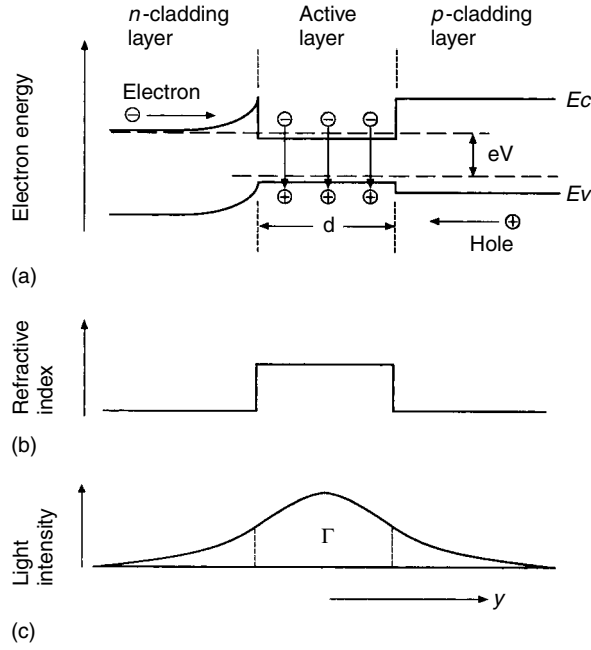 n-cladding layer
Active layer
p-cladding layer
Electron energy
Electron
Ec
eV
Ev
d
Hole
(a)
Refractive index
(b)
Light intensity
Γ
y
(c)